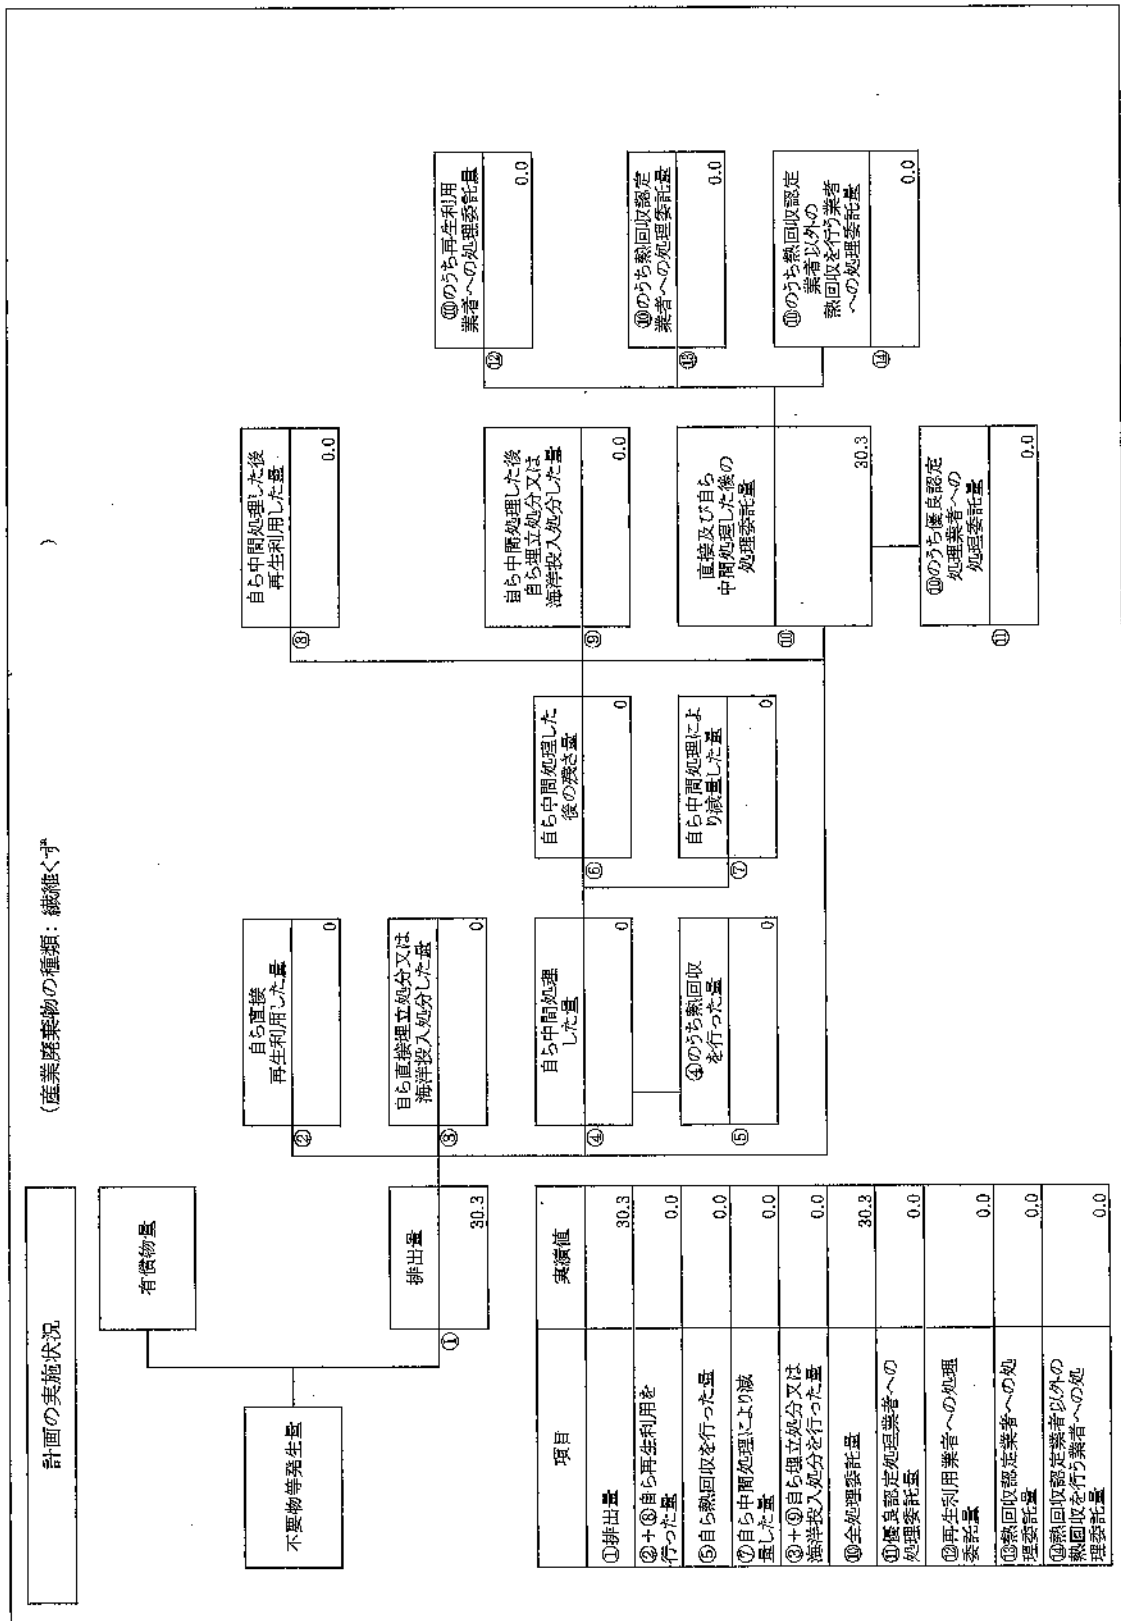 計画の実施状況
(産業廃棄物の種類:繊維くず
)
不要物等発生量
有償物量
①
排出量
30.3
②
自ら直接
再生利用した量
0
③
自ら直接埋立処分又は
海洋投入処分した量
0
④
自ら中間処理
した量
0
⑤
④のうち熱回収
を行った量
0
⑥
自ら中間処理した
後の残さ量
0
⑦
自ら中間処理によ
り減量した量
0
⑧
自ら中間処理した後
再生利用した量
0.0
⑨
自ら中間処理した後
自ら埋立処分又は
海洋投入処分した量
0.0
⑩
直接及び自ら
中間処理した後の
処理委託量
30.3
⑪
⑩のうち優良認定
処理業者への
処理委託量
0.0
⑫
⑩のうち再生利用
業者への処理委託量
0.0
⑬
⑩のうち熱回収認定
業者への処理委託量
0.0
⑭
⑩のうち熱回収認定
業者以外の
熱回収を行う業者
への処理委託量
0.0
項目
実績値
①排出量
30.3
②+⑧自ら再生利用を
行った量
0.0
⑤自ら熱回収を行った量
0.0
⑦自ら中間処理により減
量した量
0.0
③+⑨自ら埋立処分又は
海洋投入処分を行った量
0.0
⑩全処理委託量
30.3
⑪優良認定処理業者への
処理委託量
0.0
⑫再生利用業者への処理
委託量
0.0
⑬熱回収認定業者への処
理委託量
0.0
⑭熱回収認定業者以外の
熱回収を行う業者への処
理委託量
0.0